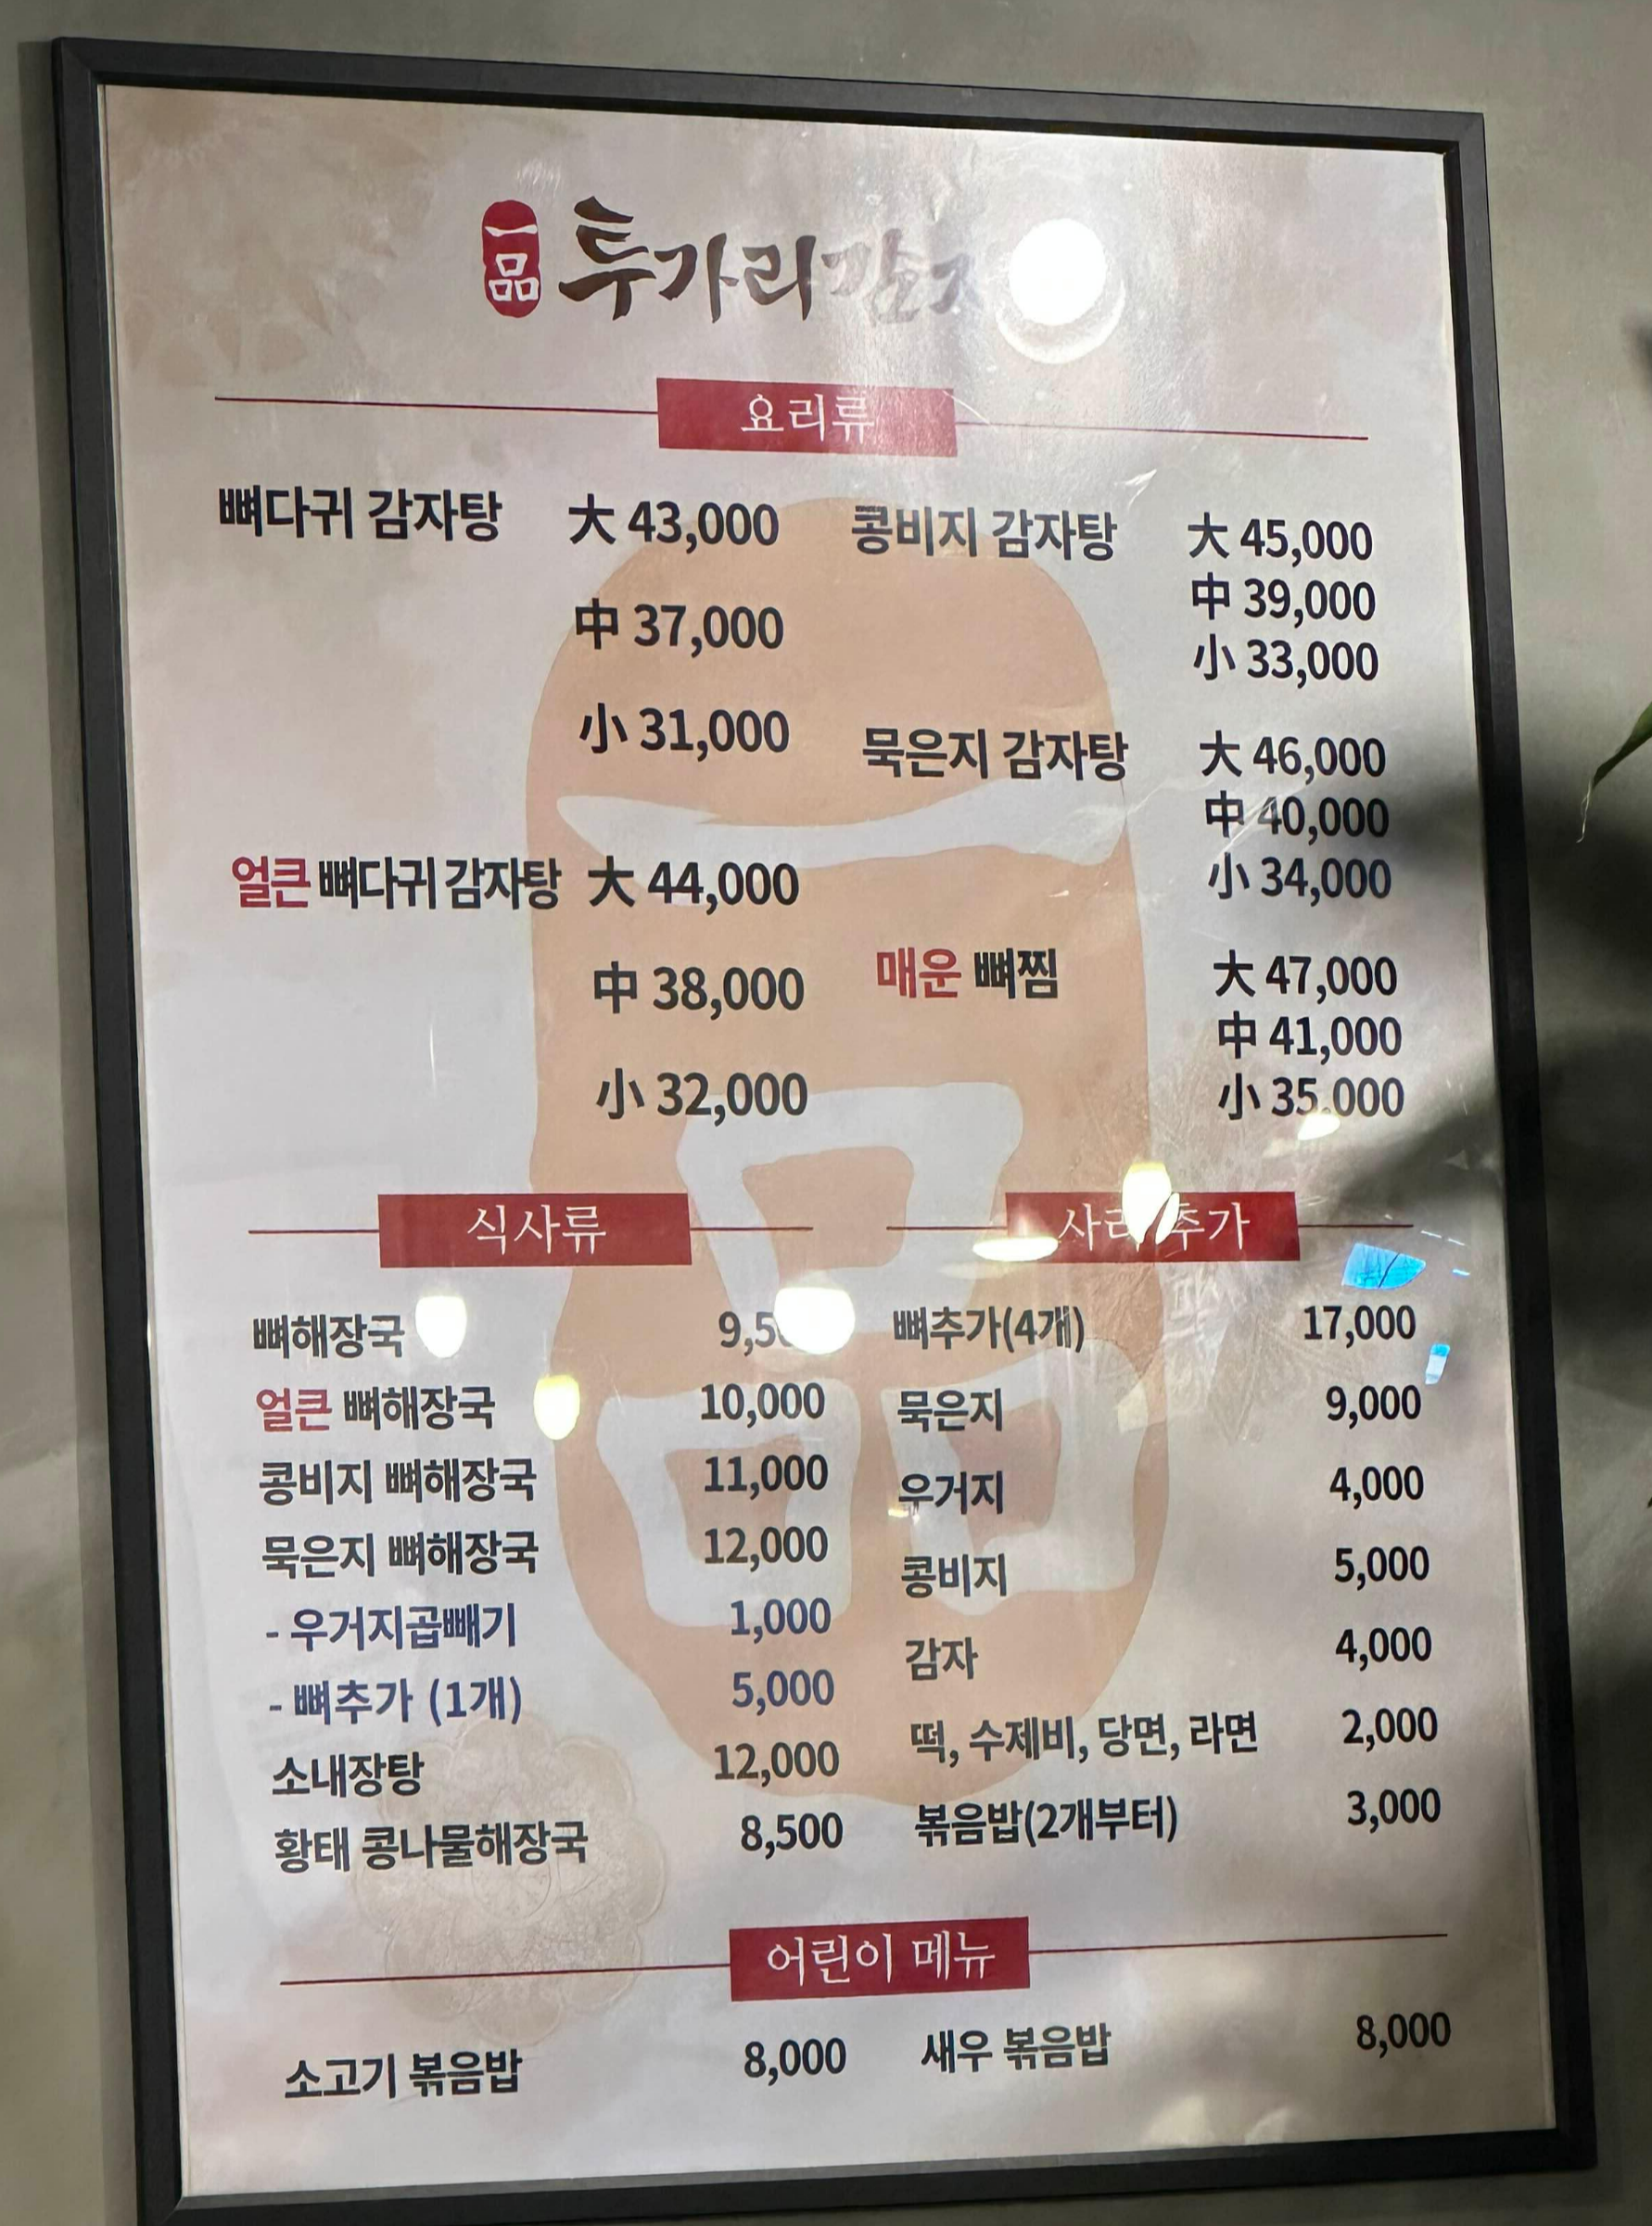 一品 투가리
요리류
뼈다귀 감자탕 大 43,000
中 37,000
小 31,000
얼큰 뼈다귀 감자탕 大 44,000
中 38,000
小 32,000
콩비지 감자탕 大 45,000
中 39,000
小 33,000
묵은지 감자탕 大 46,000
中 40,000
小 34,000
매운 뼈찜 大 47,000
中 41,000
小 35,000
식사류
뼈해장국
얼큰 뼈해장국 10,000
콩비지 뼈해장국 11,000
묵은지 뼈해장국 12,000
- 우거지곱빼기 1,000
- 뼈추가 (1개) 5,000
소내장탕 12,000
황태 콩나물해장국 8,500
추가
뼈추가(4개) 17,000
묵은지 9,000
우거지 4,000
콩비지 5,000
감자 4,000
떡, 수제비, 당면, 라면 2,000
볶음밥(2개부터) 3,000
어린이 메뉴
소고기 볶음밥 8,000
새우 볶음밥 8,000